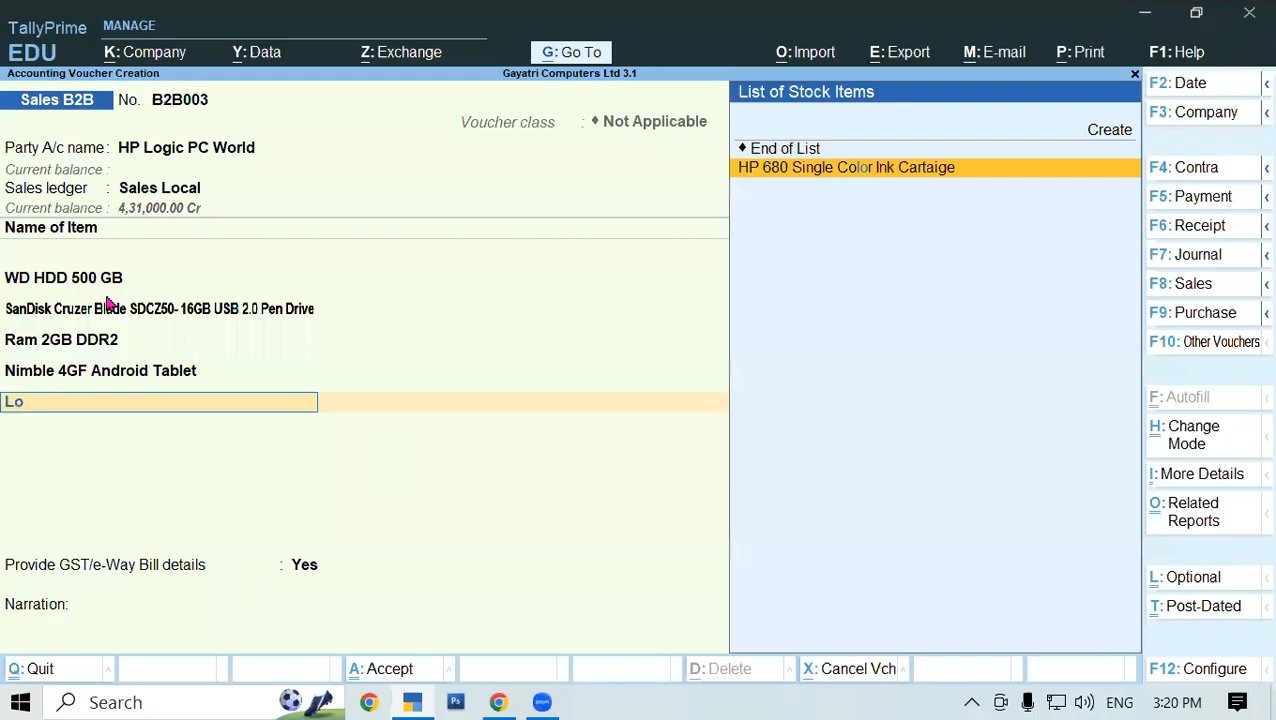 TallyPrime MANAGE
EDU K: Company Y: Data Z: Exchange G: Go To O: Import E: Export M: E-mail P: Print F1: Help
Accounting Voucher Creation Gayatri Computers Ltd 3.1
Sales B2B No. B2B003
Voucher class : ♦ Not Applicable
Party A/c name : HP Logic PC World
Current balance :
Sales ledger : Sales Local
Current balance : 4,31,000.00 Cr
Name of Item
WD HDD 500 GB
SanDisk Cruzer Blade SDCZ50-16GB USB 2.0 Pen Drive
Ram 2GB DDR2
Nimble 4GF Android Tablet
Lo
Provide GST/e-Way Bill details : Yes
Narration:
List of Stock Items
Create
♦ End of List
HP 680 Single Color Ink Cartaige
F2: Date
F3: Company
F4: Contra
F5: Payment
F6: Receipt
F7: Journal
F8: Sales
F9: Purchase
F10: Other Vouchers
F: Autofill
H: Change
Mode
I: More Details
O: Related
Reports
L: Optional
T: Post-Dated
Q: Quit A: Accept D: Delete X: Cancel Vch F12: Configure
Search Ps zoom ENG 3:20 PM